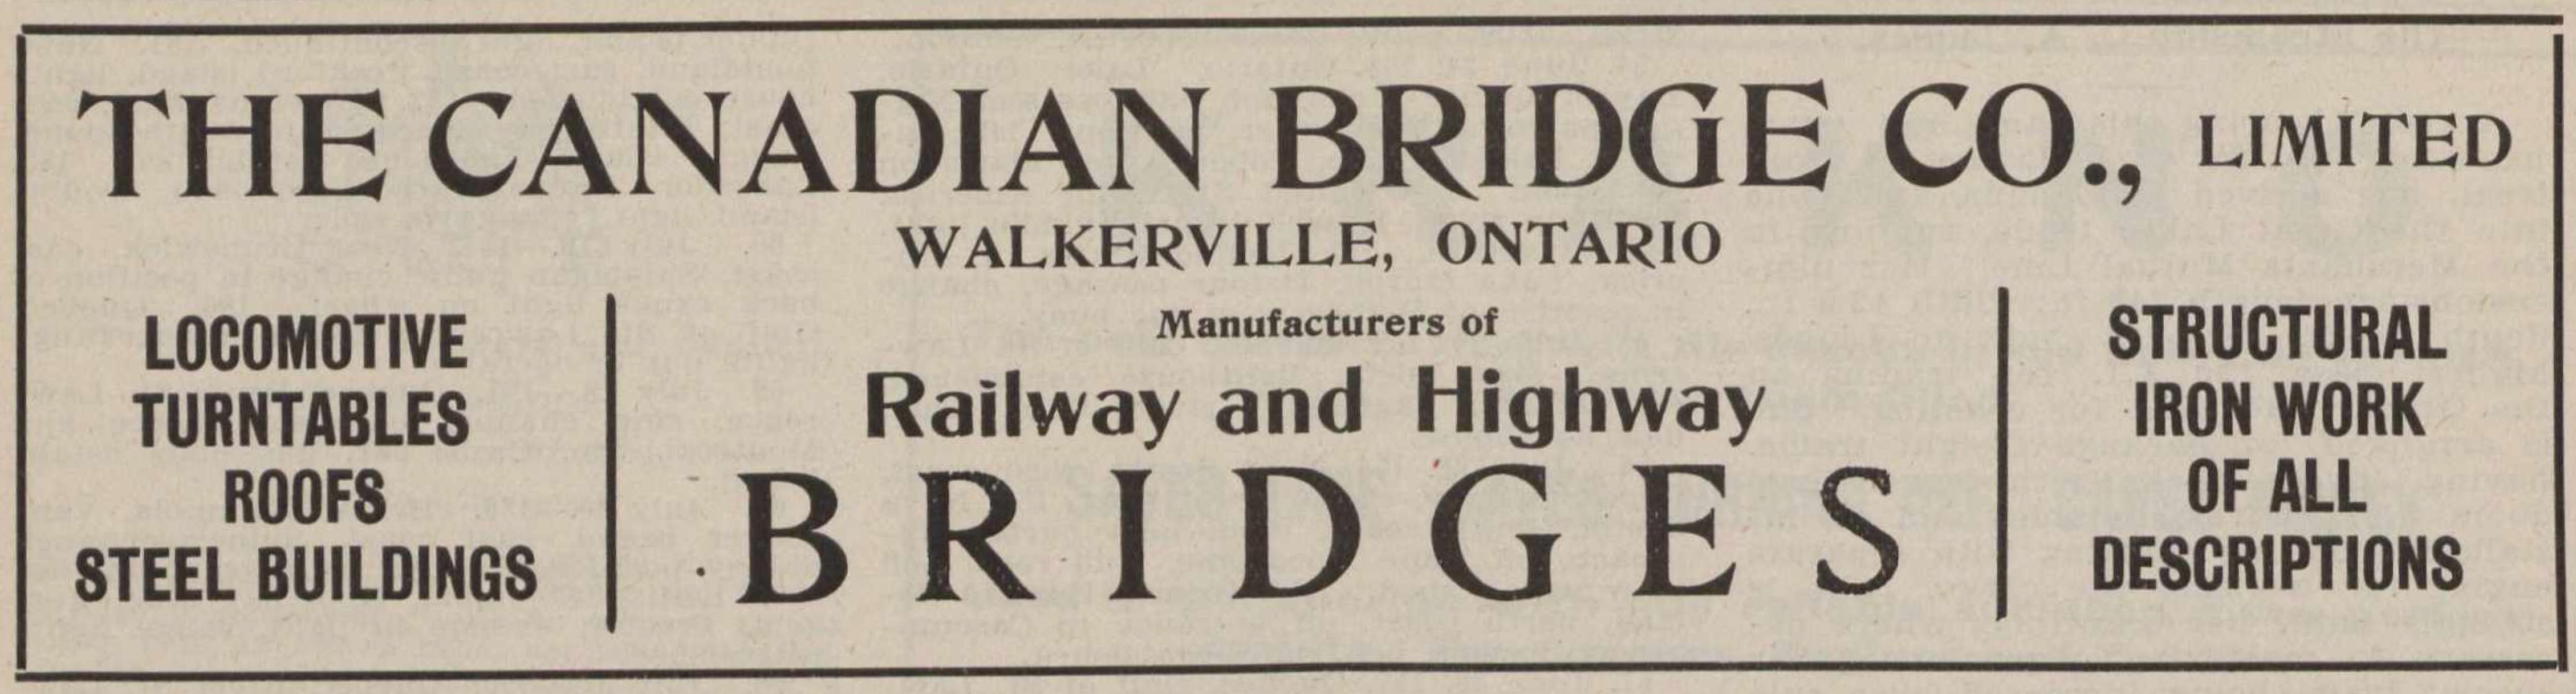 THE CANADIAN BRIDGE CO., LIMITED
WALKERVILLE, ONTARIO
LOCOMOTIVE
TURNTABLES
ROOFS
STEEL BUILDINGS
Manufacturers of
Railway and Highway
BRIDGES
STRUCTURAL
IRON WORK
OF ALL
DESCRIPTIONS